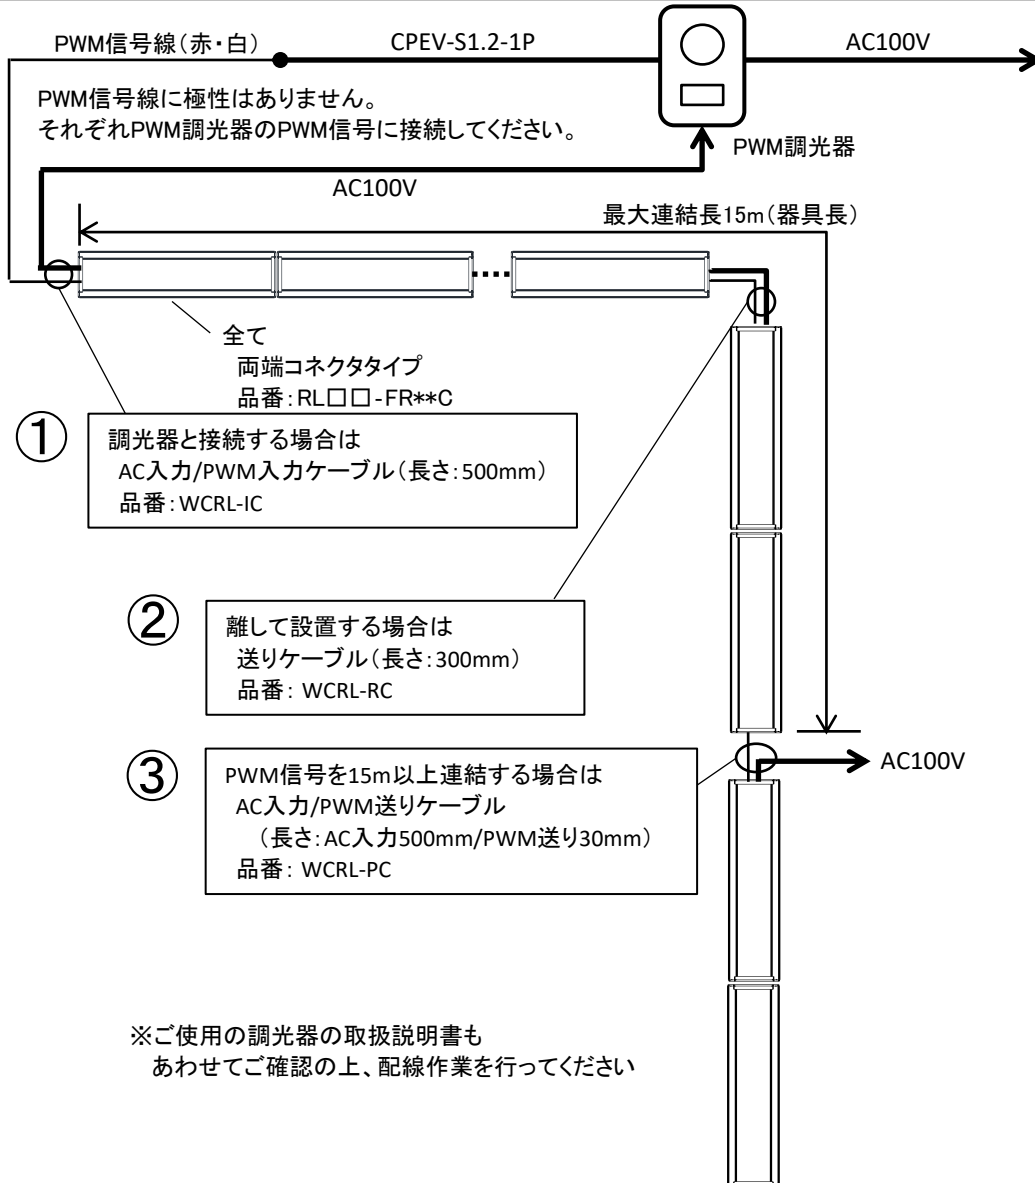 PWM信号線(赤・白)
CPEV-S1.2-1P
AC100V
PWM信号線に極性はありません。
それぞれPWM調光器のPWM信号に接続してください。
PWM調光器
AC100V
最大連結長15m(器具長)
全て
両端コネクタタイプ
品番:RL□□-FR**C
①
調光器と接続する場合は
AC入力/PWM入力ケーブル(長さ:500mm)
品番:WCRL-IC
②
離して設置する場合は
送りケーブル(長さ:300mm)
品番: WCRL-RC
③
PWM信号を15m以上連結する場合は
AC入力/PWM送りケーブル
(長さ:AC入力500mm/PWM送り30mm)
品番: WCRL-PC
AC100V
※ご使用の調光器の取扱説明書も
あわせてご確認の上、配線作業を行ってください